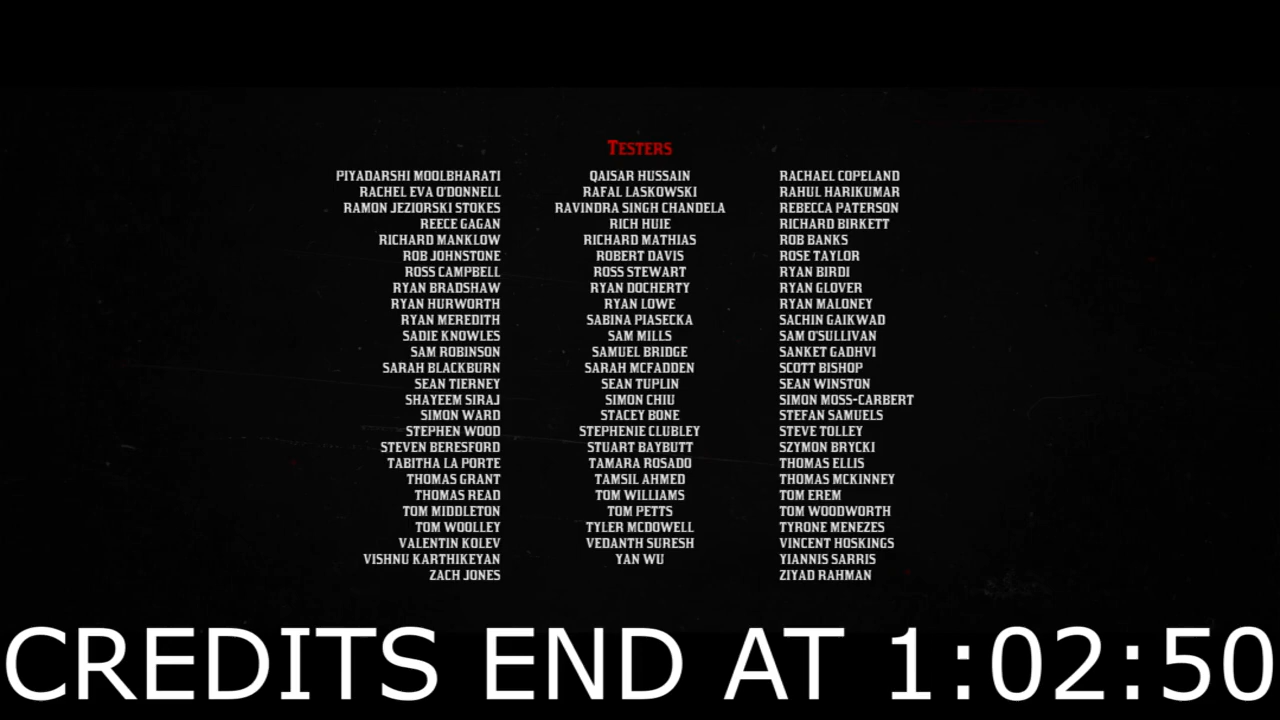 TESTERS
PIYADARSHI MOOLBHARATI QAISAR HUSSAIN RACHAEL COPELAND
RACHEL EVA O'DONNELL RAFAL LASKOWSKI RAHUL HARIKUMAR
RAMON JEZIORSKI STOKES RAVINDRA SINGH CHANDELA REBECCA PATERSON
REECE GAGAN RICH HUIE RICHARD BIRKETT
RICHARD MANKLOW RICHARD MATHIAS ROB BANKS
ROB JOHNSTONE ROBERT DAVIS ROSE TAYLOR
ROSS CAMPBELL ROSS STEWART RYAN BIRDI
RYAN BRADSHAW RYAN DOCHERTY RYAN GLOVER
RYAN HURWORTH RYAN LOWE RYAN MALONEY
RYAN MEREDITH SABINA PIASECKA SACHIN GAIKWAD
SADIE KNOWLES SAM MILLS SAM O'SULLIVAN
SAM ROBINSON SAMUEL BRIDGE SANKET GADHVI
SARAH BLACKBURN SARAH MCFADDEN SCOTT BISHOP
SEAN TIERNEY SEAN TUPLIN SEAN WINSTON
SHAYEEM SIRAJ SIMON CHIU SIMON MOSS-CARBERT
SIMON WARD STACEY BONE STEFAN SAMUELS
STEPHEN WOOD STEPHENIE CLUBLEY STEVE TOLLEY
STEVEN BERESFORD STUART BAYBUTT SZYMON BRYCKI
TABITHA LA PORTE TAMARA ROSADO THOMAS ELLIS
THOMAS GRANT TAMSIL AHMED THOMAS MCKINNEY
THOMAS READ TOM WILLIAMS TOM EREM
TOM MIDDLETON TOM PETTS TOM WOODWORTH
TOM WOOLLEY TYLER MCDOWELL TYRONE MENEZES
VALENTIN KOLEV VEDANTH SURESH VINCENT HOSKINGS
VISHNU KARTHIKEYAN YAN WU YIANNIS SARRIS
ZACH JONES ZIYAD RAHMAN
CREDITS END AT 1:02:50